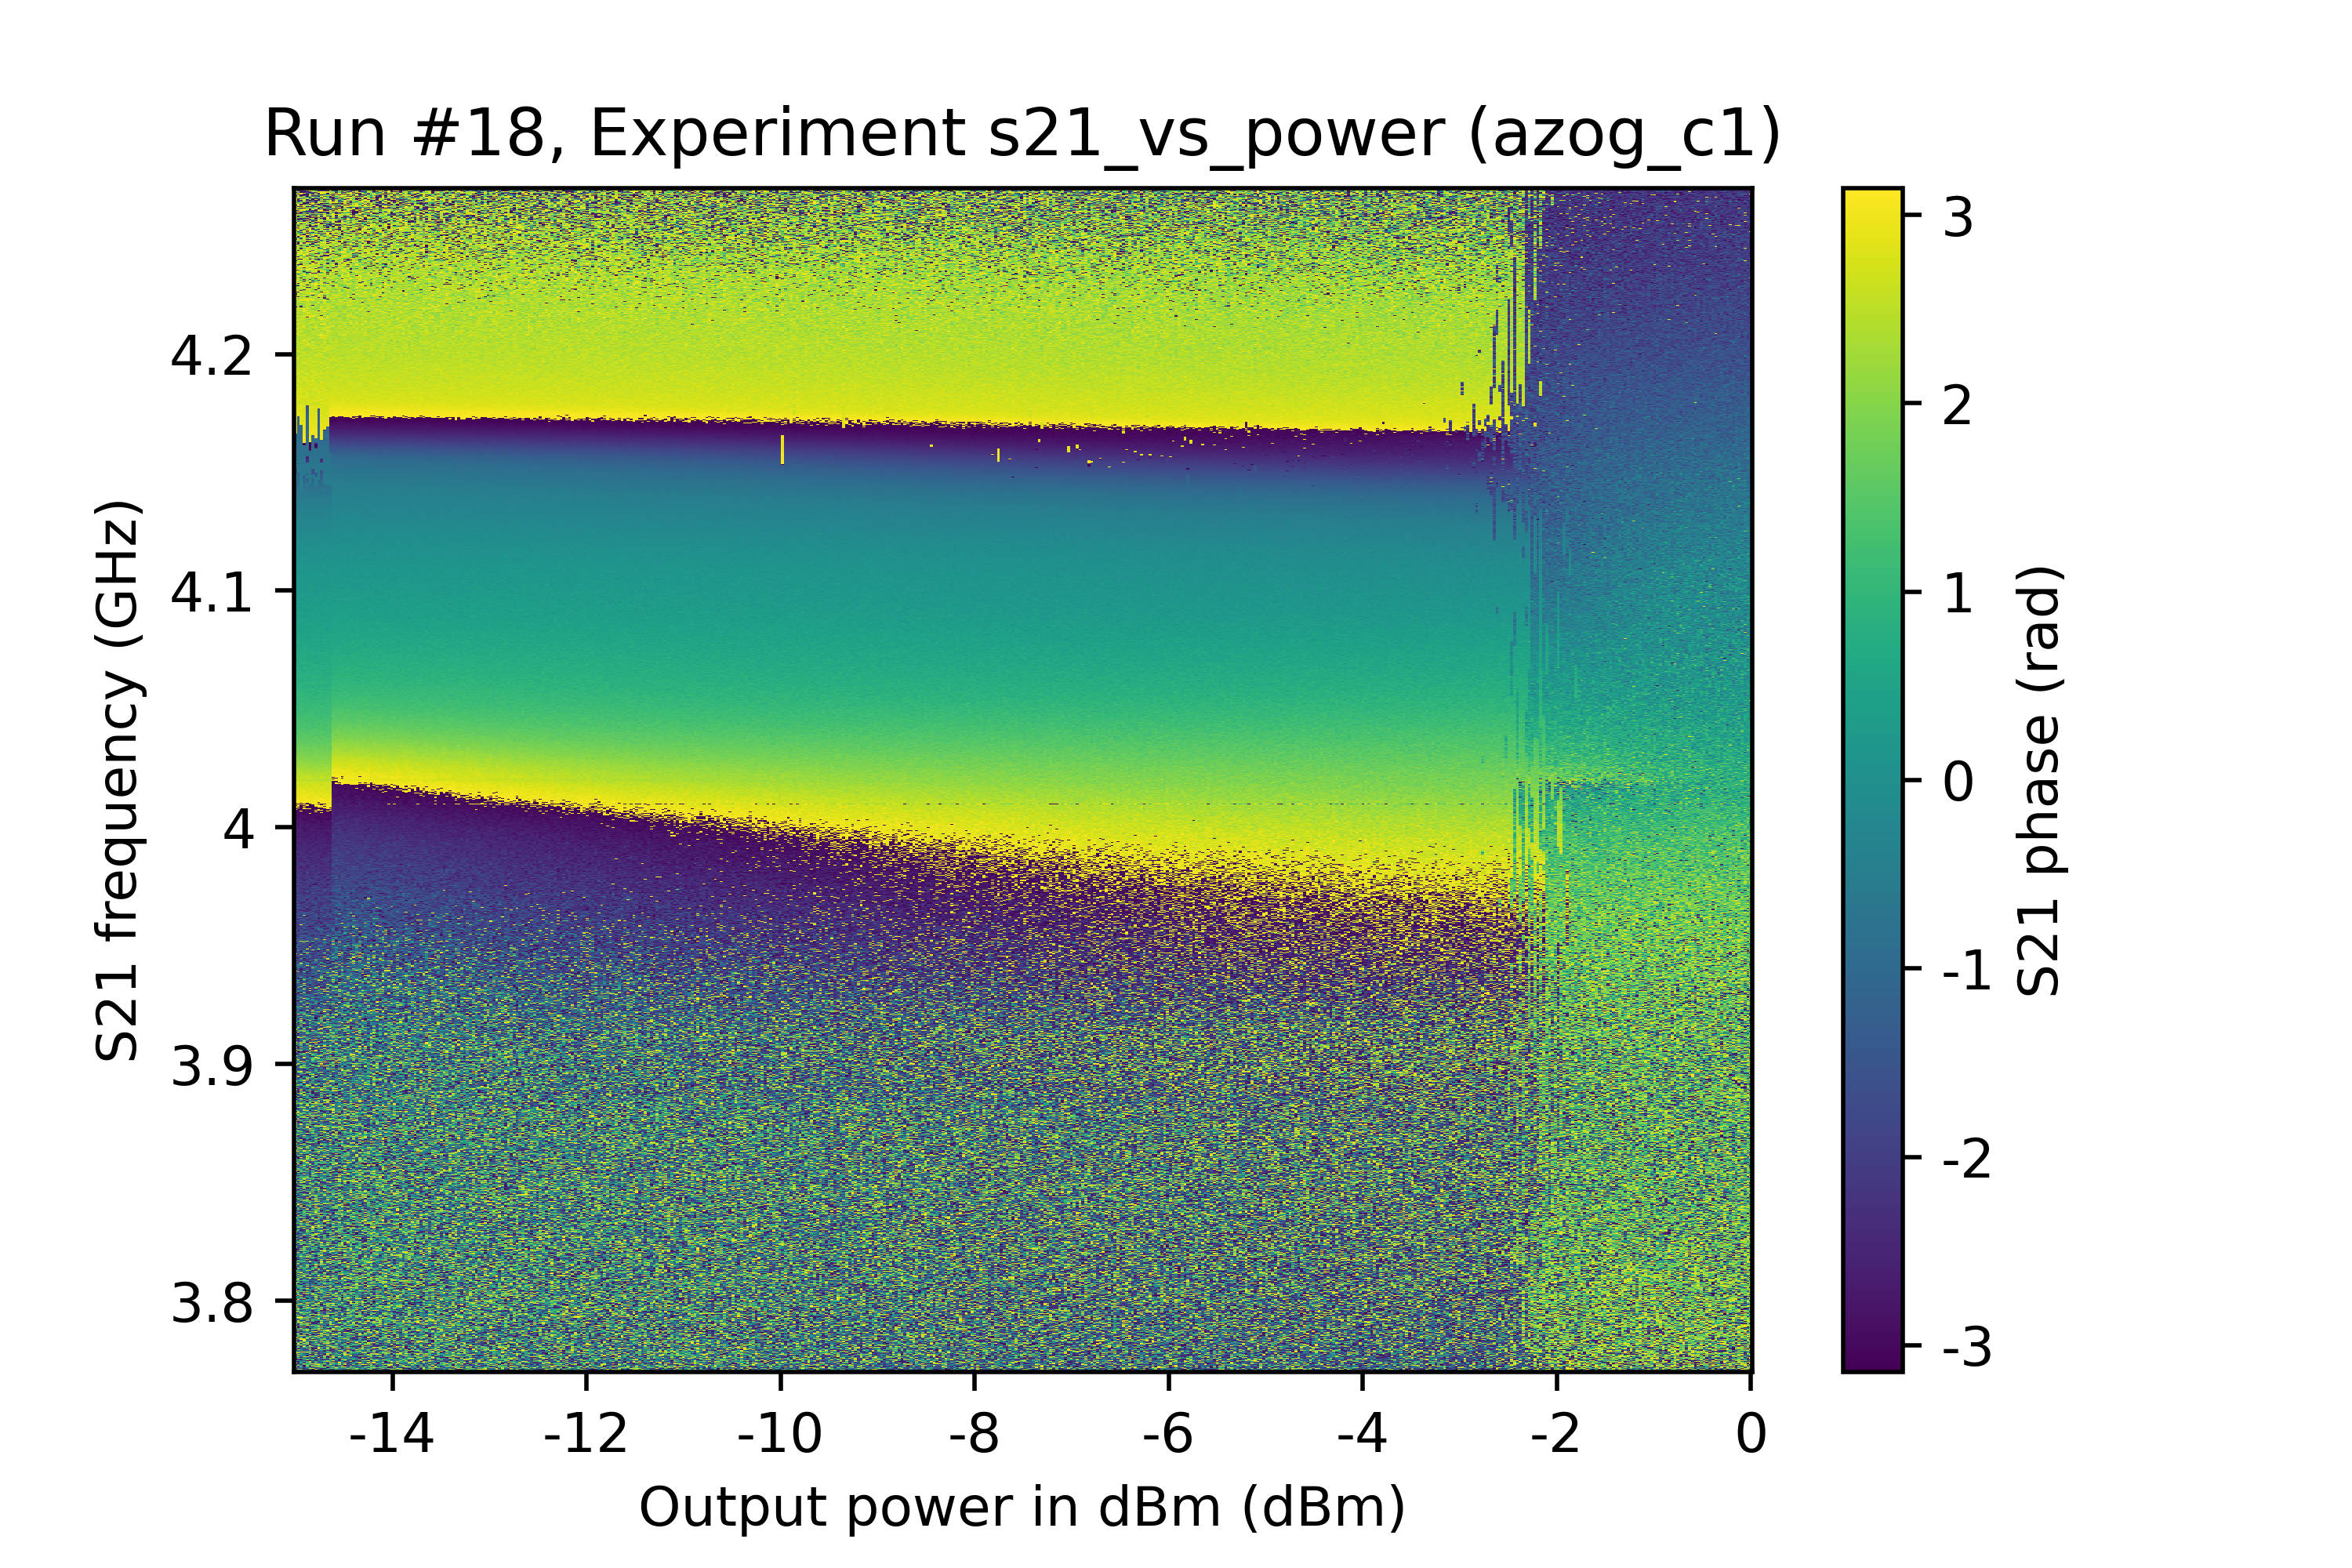 Run #18, Experiment s21_vs_power (azog_c1)
S21 frequency (GHz)
4.2
4.1
4
3.9
3.8
-14 -12 -10 -8 -6 -4 -2 0
Output power in dBm (dBm)
3
2
1
0
-1
-2
-3
S21 phase (rad)